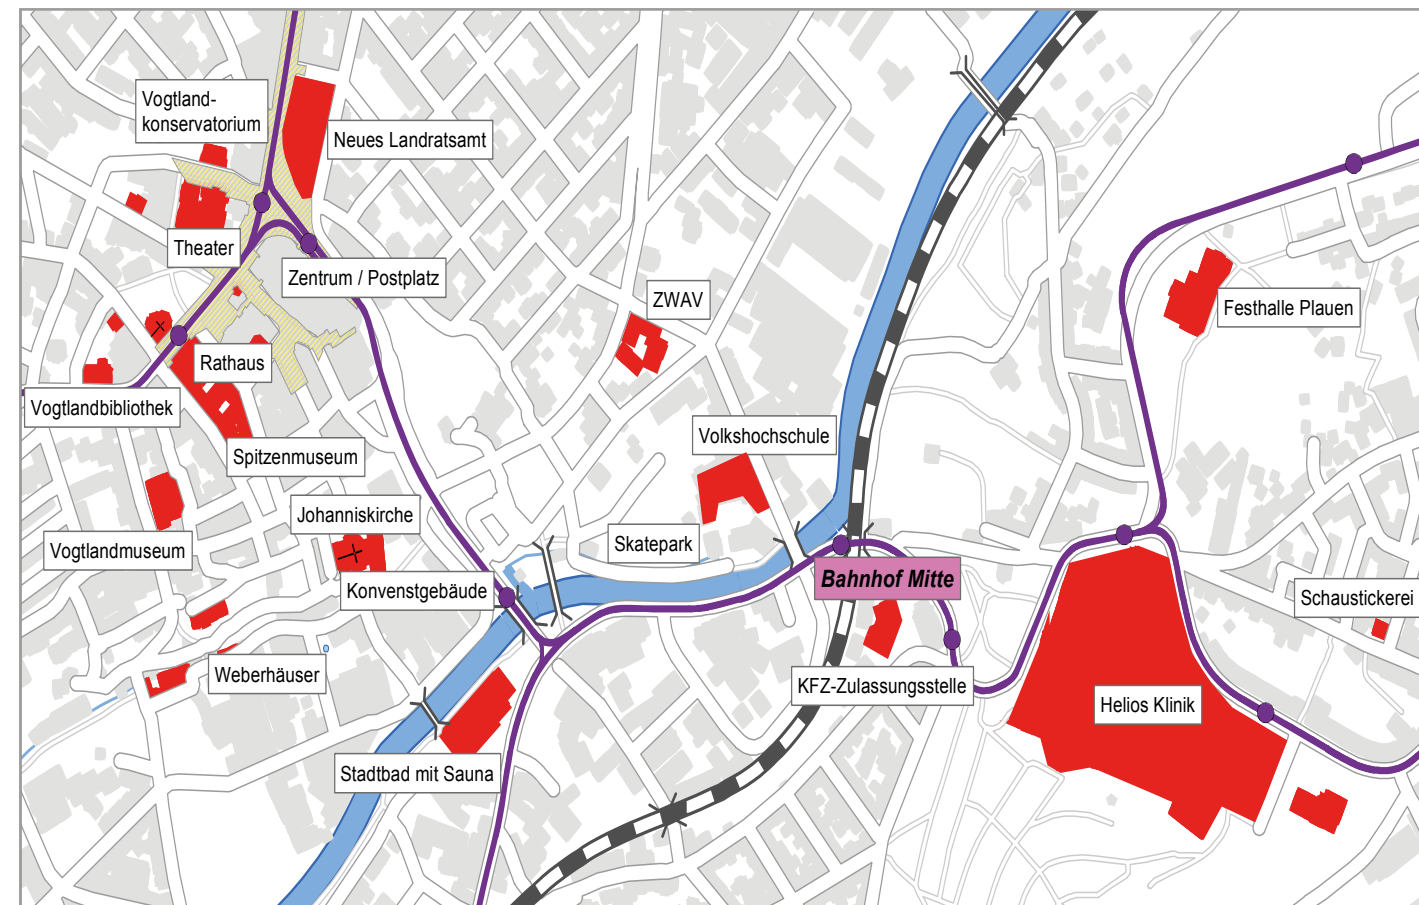 Vogtland-
konservatorium
Neues Landratsamt
Theater
Zentrum / Postplatz
ZWAV
Festhalle Plauen
Rathaus
Vogtlandbibliothek
Volkshochschule
Spitzenmuseum
Johanniskirche
Vogtlandmuseum
Skatepark
Bahnhof Mitte
Konvenstgebäude
Schaustickerei
Weberhäuser
KFZ-Zulassungsstelle
Helios Klinik
Stadtbad mit Sauna